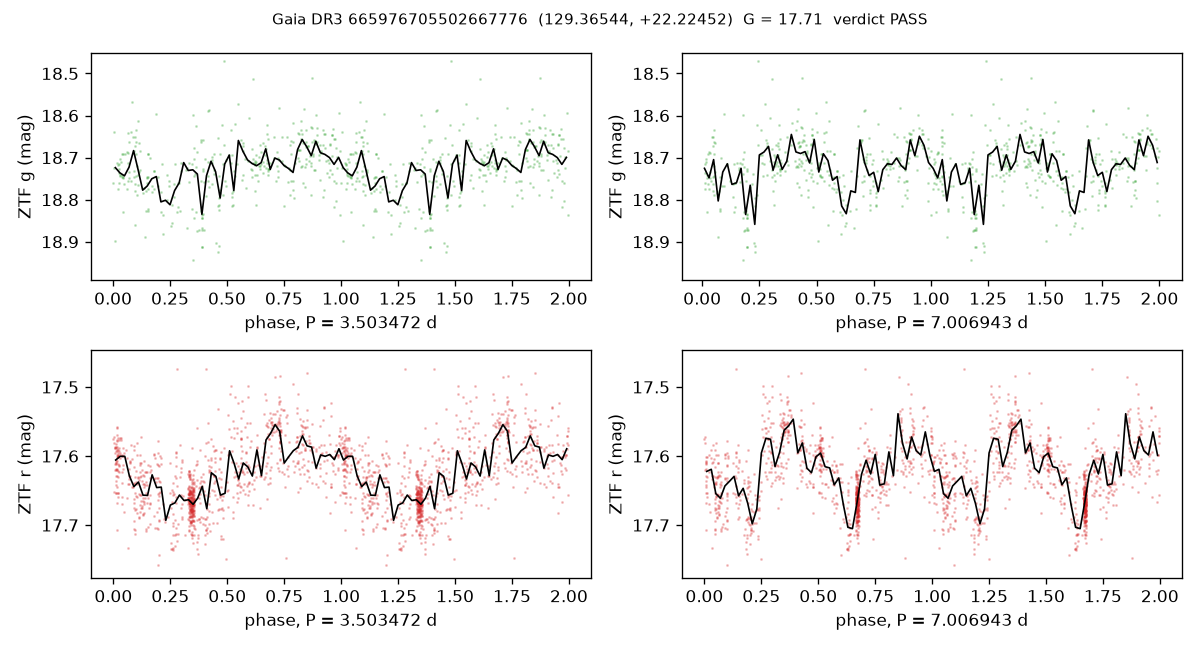 Gaia DR3 665976705502667776 (129.36544, +22.22452) G = 17.71 verdict PASS
ZTF g (mag)
18.5
18.6
18.7
18.8
18.9
0.00 0.25 0.50 0.75 1.00 1.25 1.50 1.75 2.00
phase, P = 3.503472 d
ZTF g (mag)
18.5
18.6
18.7
18.8
18.9
0.00 0.25 0.50 0.75 1.00 1.25 1.50 1.75 2.00
phase, P = 7.006943 d
ZTF r (mag)
17.5
17.6
17.7
0.00 0.25 0.50 0.75 1.00 1.25 1.50 1.75 2.00
phase, P = 3.503472 d
ZTF r (mag)
17.5
17.6
17.7
0.00 0.25 0.50 0.75 1.00 1.25 1.50 1.75 2.00
phase, P = 7.006943 d